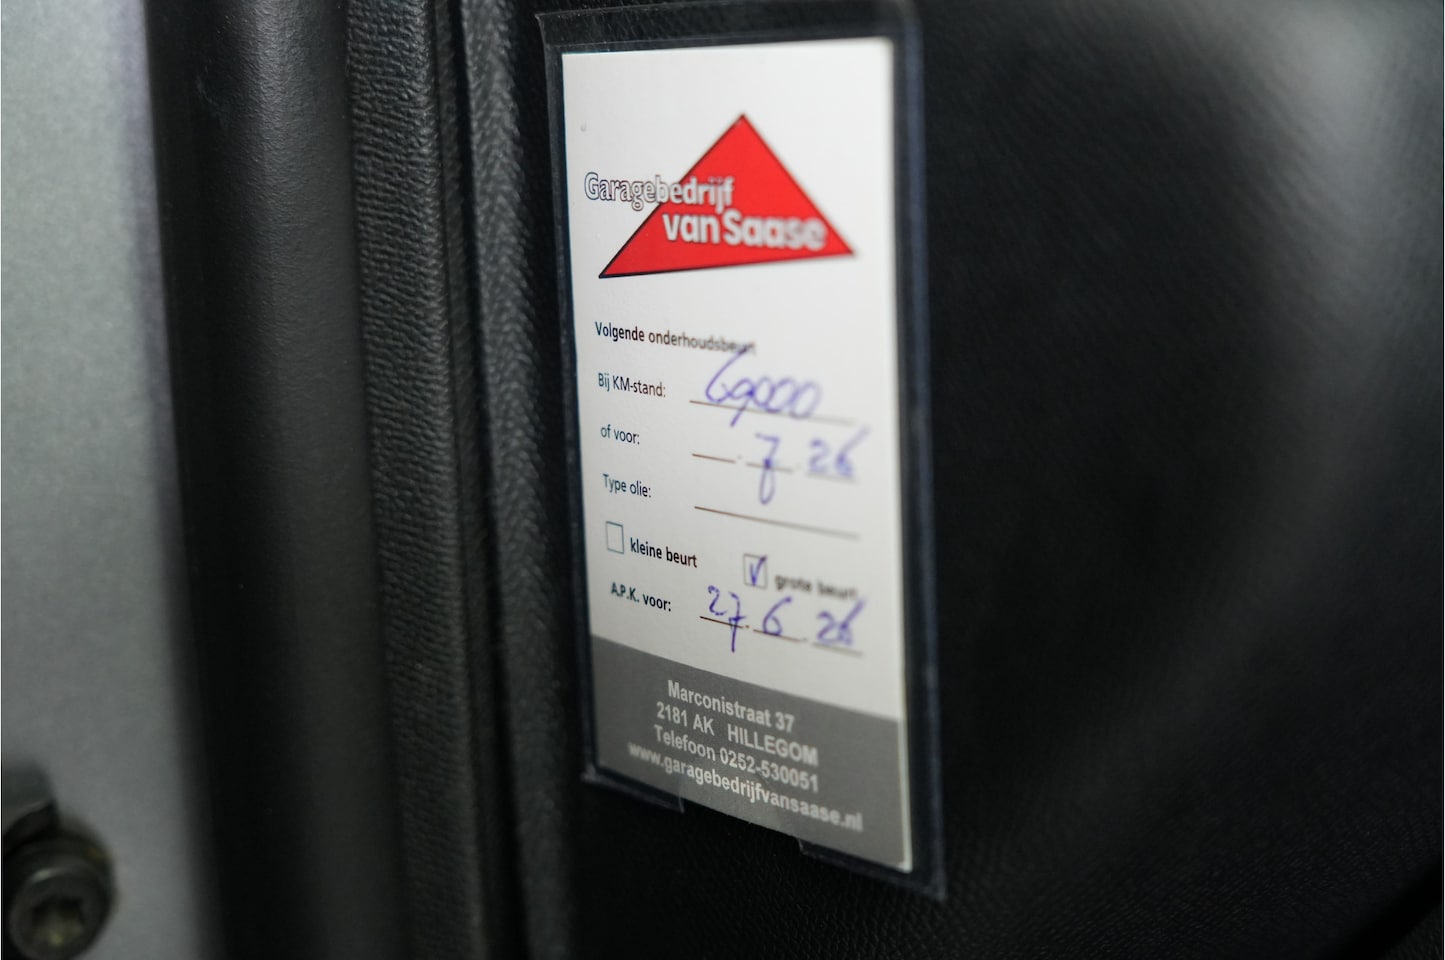 Garagebedrijf
van Saase
Volgende onderhoudsbeurt
Bij KM-stand: 69000
of voor: . 7 . 26
Type olie:
kleine beurt grote beurt
A.P.K. voor: 27 . 6 . 26
Marconistraat 37
2181 AK HILLEGOM
Telefoon 0252-530051
www.garagebedrijfvansaase.nl